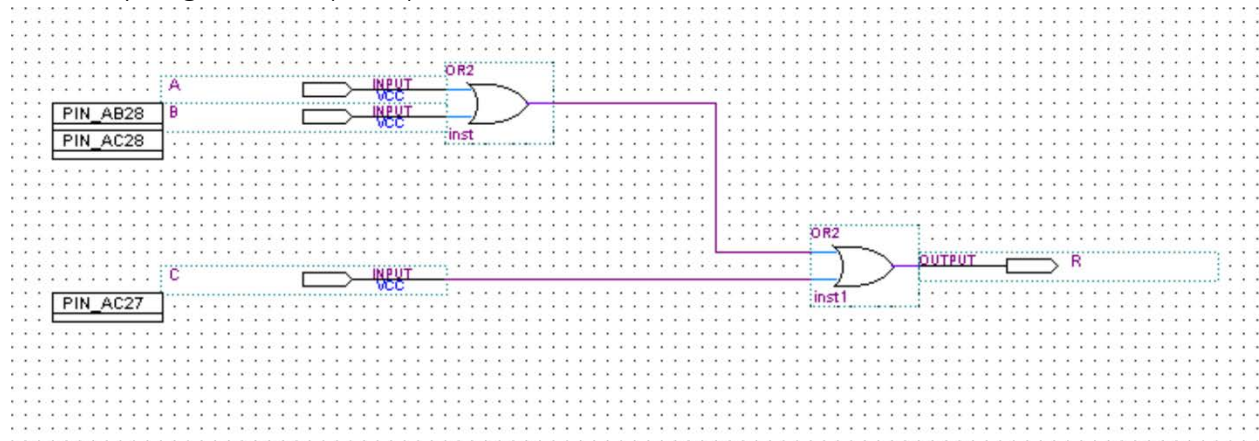 OR2
A
INPUT
VCC
PIN_AB28
B
INPUT
VCC
PIN_AC28
inst
OR2
OUTPUT
R
C
INPUT
VCC
PIN_AC27
inst1